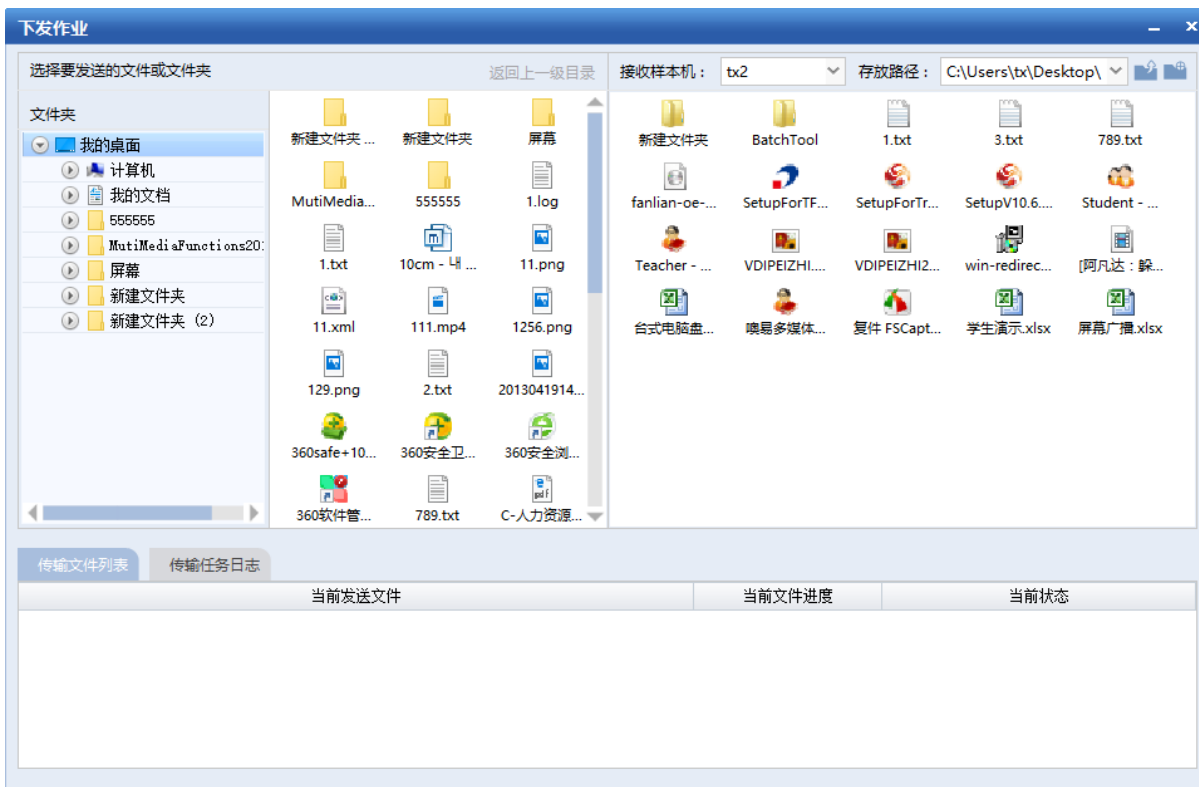 下发作业
选择要发送的文件或文件夹
返回上一级目录
接收样本机： tx2 存放路径： C:\Users\tx\Desktop\
文件夹
我的桌面
计算机
我的文档
555555
MutiMediaFunctions20
屏幕
新建文件夹
新建文件夹 (2)
新建文件夹 ... 新建文件夹 屏幕
MutiMedia... 555555 1.log
1.txt 10cm - 내 ... 11.png
11.xml 111.mp4 1256.png
129.png 2.txt 2013041914...
360safe+10... 360安全卫... 360安全浏...
360软件管... 789.txt C-人力资源...
新建文件夹 BatchTool 1.txt 3.txt 789.txt
fanlian-oe-... SetupForTF... SetupForTr... SetupV10.6.... Student - ...
Teacher - ... VDIPEIZHI.... VDIPEIZHI2... win-redirec... [阿凡达：躲...
台式电脑盘... 噢易多媒体... 复件 FSCapt... 学生演示.xlsx 屏幕广播.xlsx
传输文件列表 传输任务日志
当前发送文件 当前文件进度 当前状态